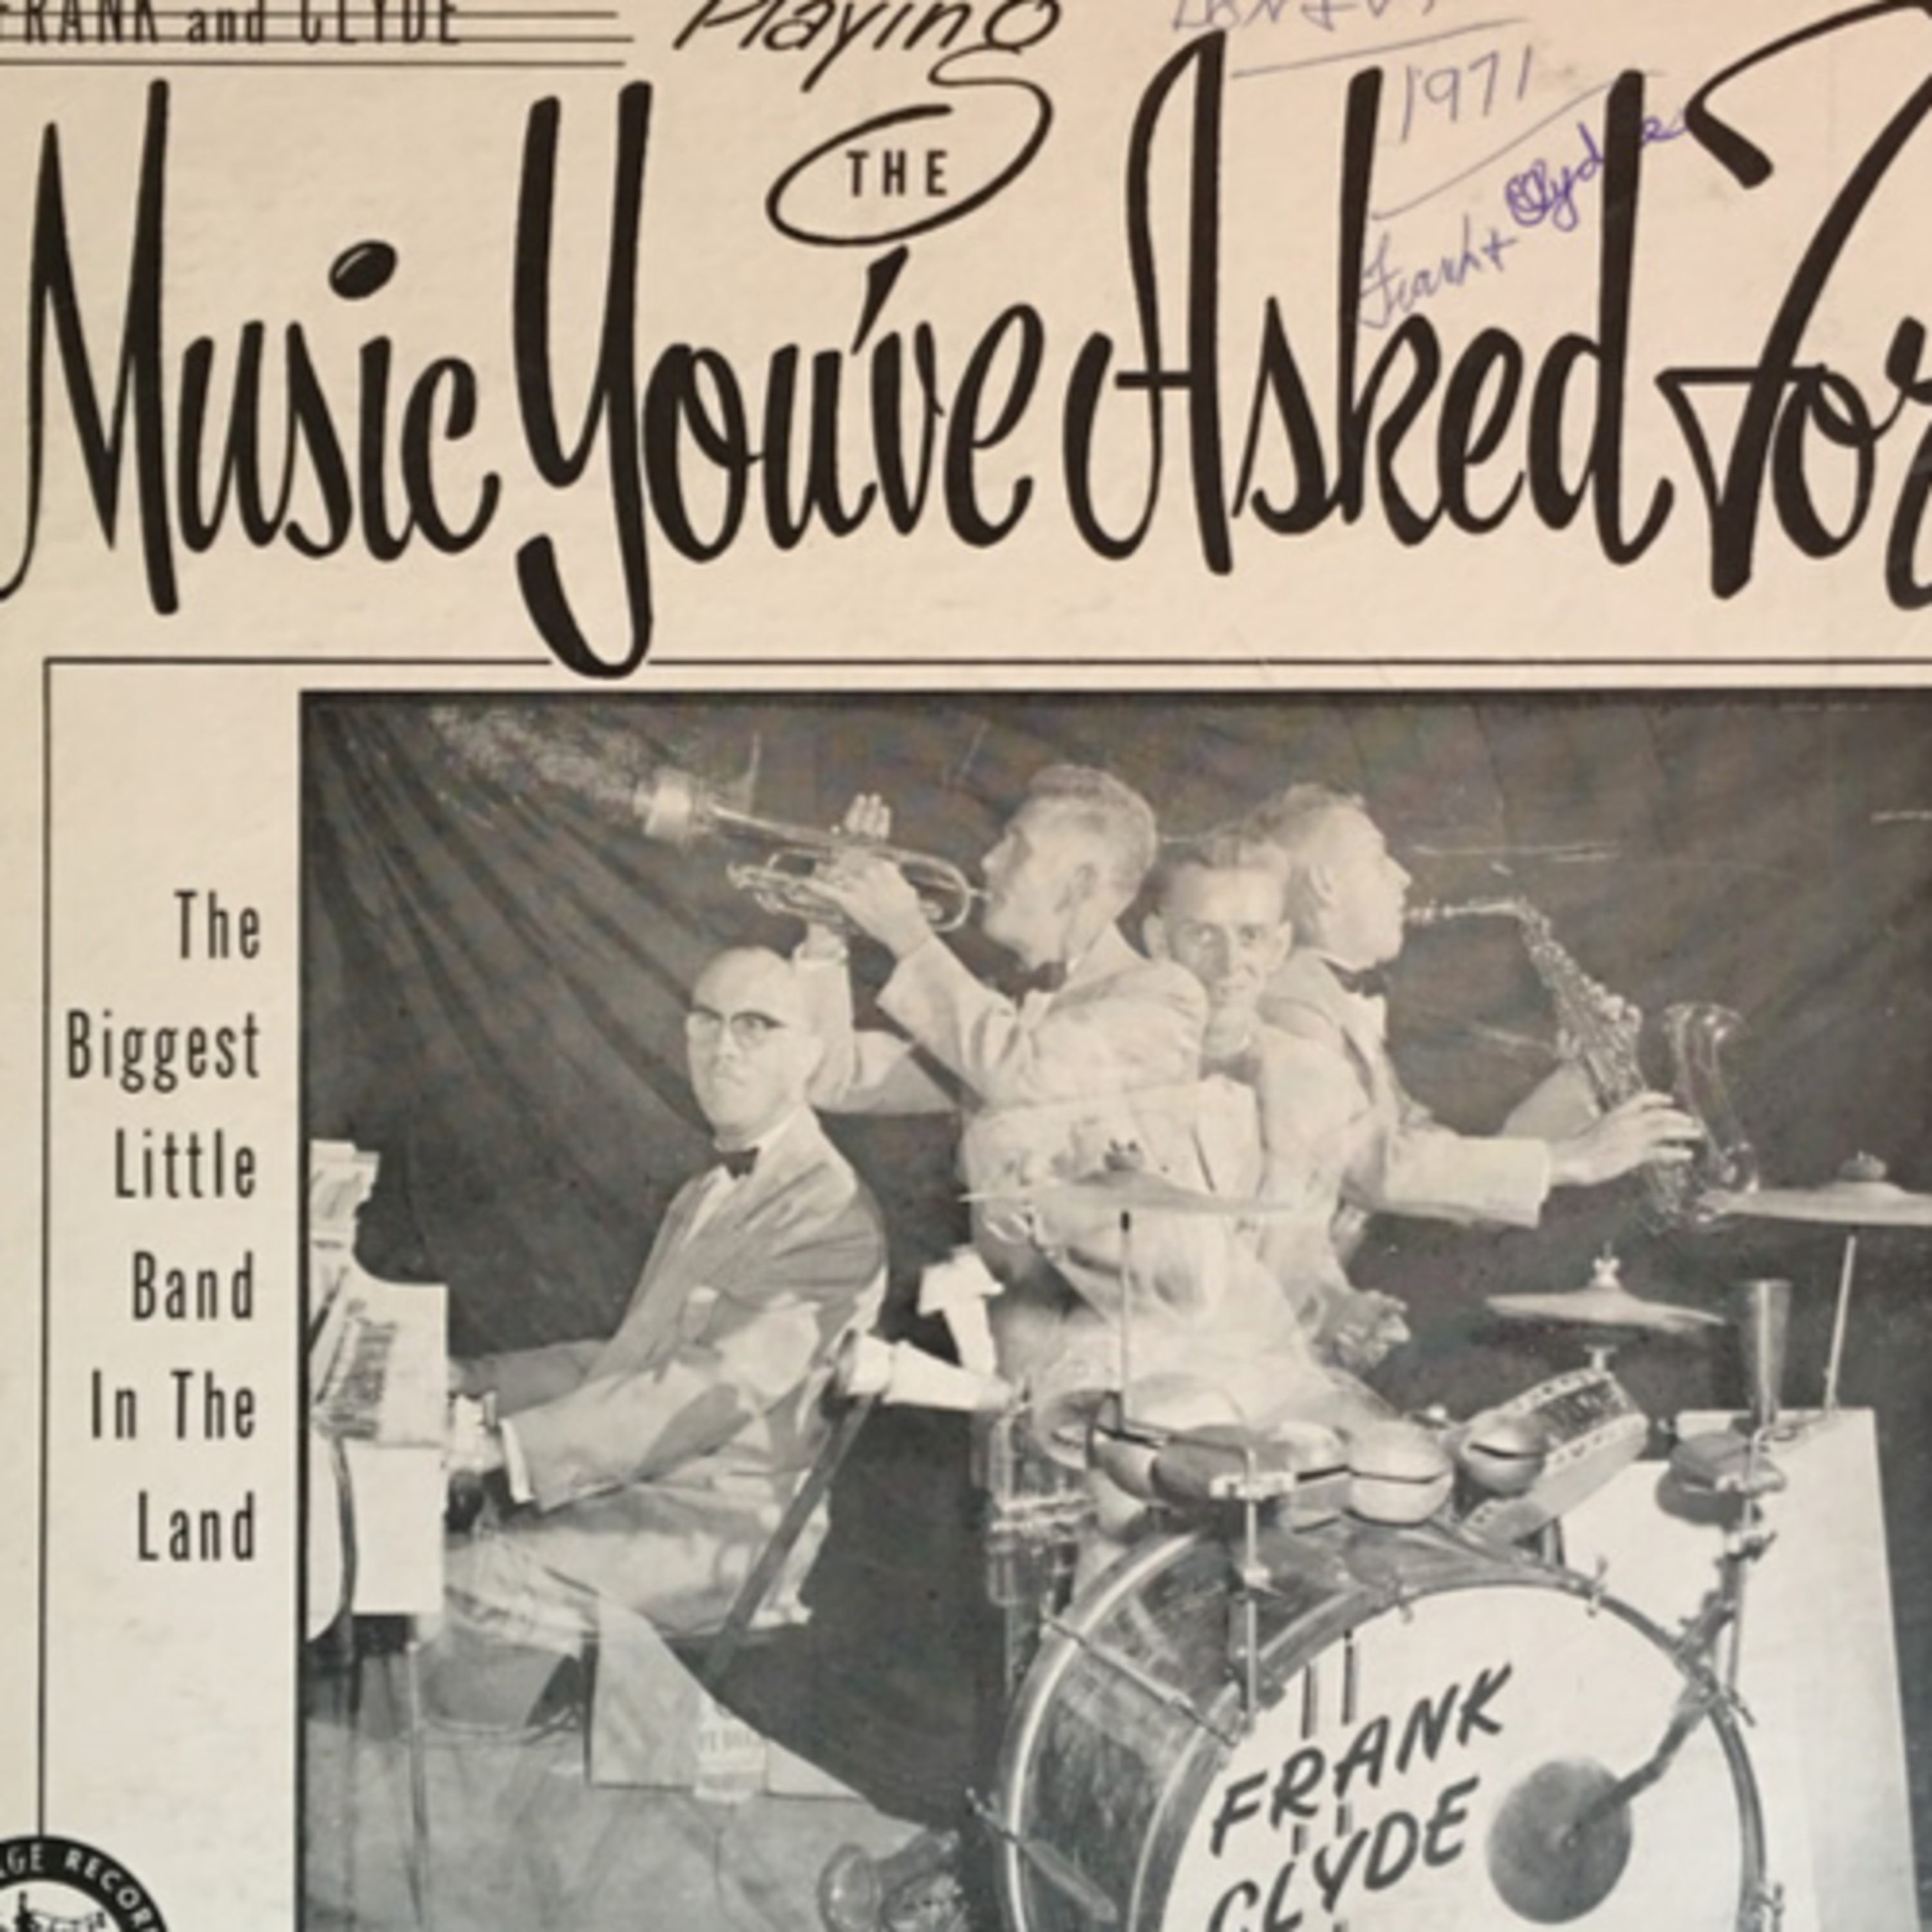 FRANK and CLYDE
Playing
THE
Music You've Asked For
1971
Frank + Clyde
The
Biggest
Little
Band
In The
Land
FRANK
CLYDE